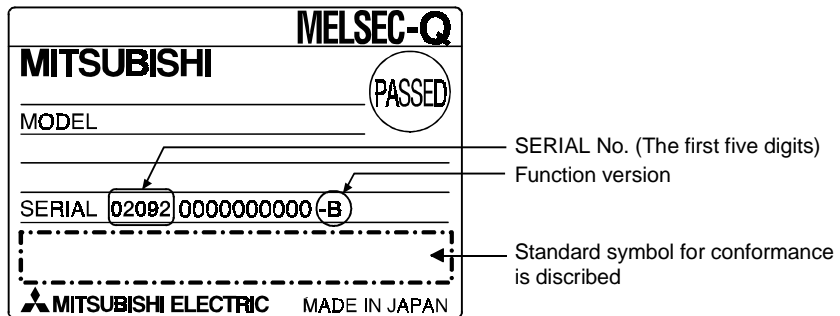 MELSEC-Q
MITSUBISHI
PASSED
MODEL
SERIAL 02092 0000000000 -B
MITSUBISHI ELECTRIC MADE IN JAPAN
SERIAL No. (The first five digits)
Function version
Standard symbol for conformance
is discribed